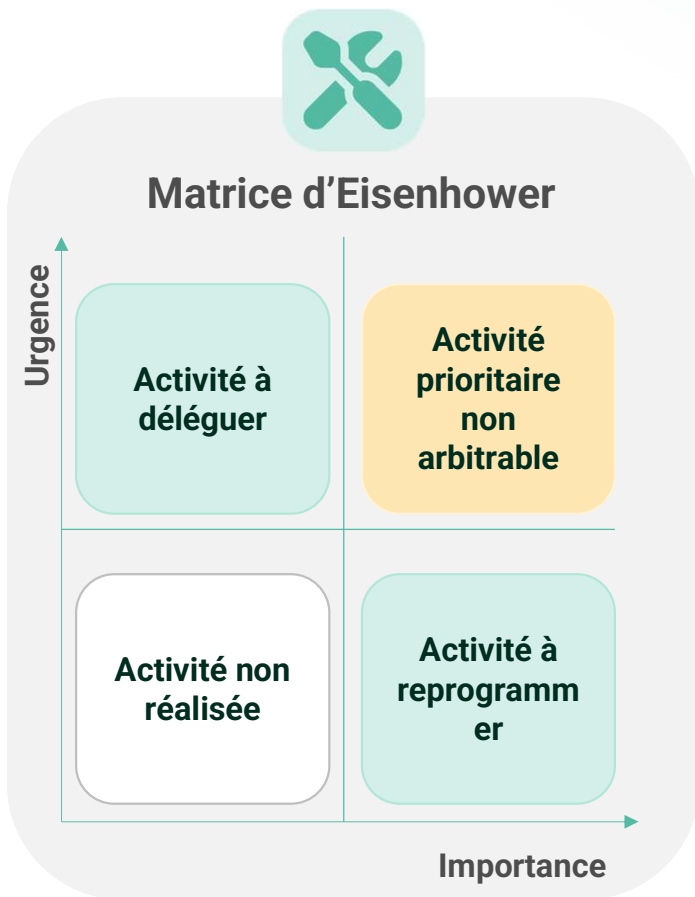 Matrice d’Eisenhower
Urgence
Activité à
déléguer
Activité
prioritaire
non
arbitrable
Activité non
réalisée
Activité à
reprogramm
er
Importance